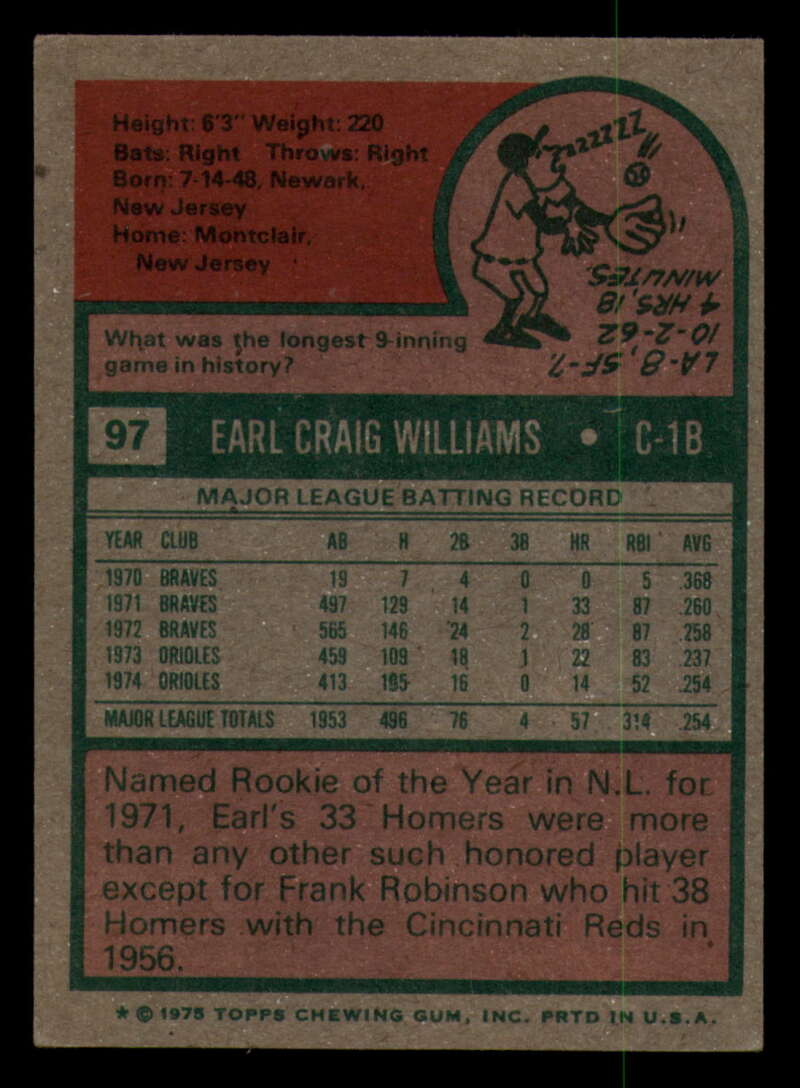 Height: 6'3" Weight: 220
Bats: Right Throws: Right
Born: 7-14-48, Newark,
New Jersey
Home: Montclair,
New Jersey
ZzzzzZZZ
What was the longest 9-inning
game in history?
LA-8, SF-7.
10-2-62
4 HRS, 18
MINUTES.
97 EARL CRAIG WILLIAMS • C-1B
MAJOR LEAGUE BATTING RECORD
YEAR CLUB AB H 2B 3B HR RBI AVG
1970 BRAVES 19 7 4 0 0 5 .368
1971 BRAVES 497 129 14 1 33 87 .260
1972 BRAVES 565 146 24 2 28 87 .258
1973 ORIOLES 459 109 18 1 22 83 .237
1974 ORIOLES 413 105 16 0 14 52 .254
MAJOR LEAGUE TOTALS 1953 496 76 4 57 314 .254
Named Rookie of the Year in N.L. for
1971, Earl's 33 Homers were more
than any other such honored player
except for Frank Robinson who hit 38
Homers with the Cincinnati Reds in
1956.
* © 1975 TOPPS CHEWING GUM, INC. PRTD IN U.S.A.